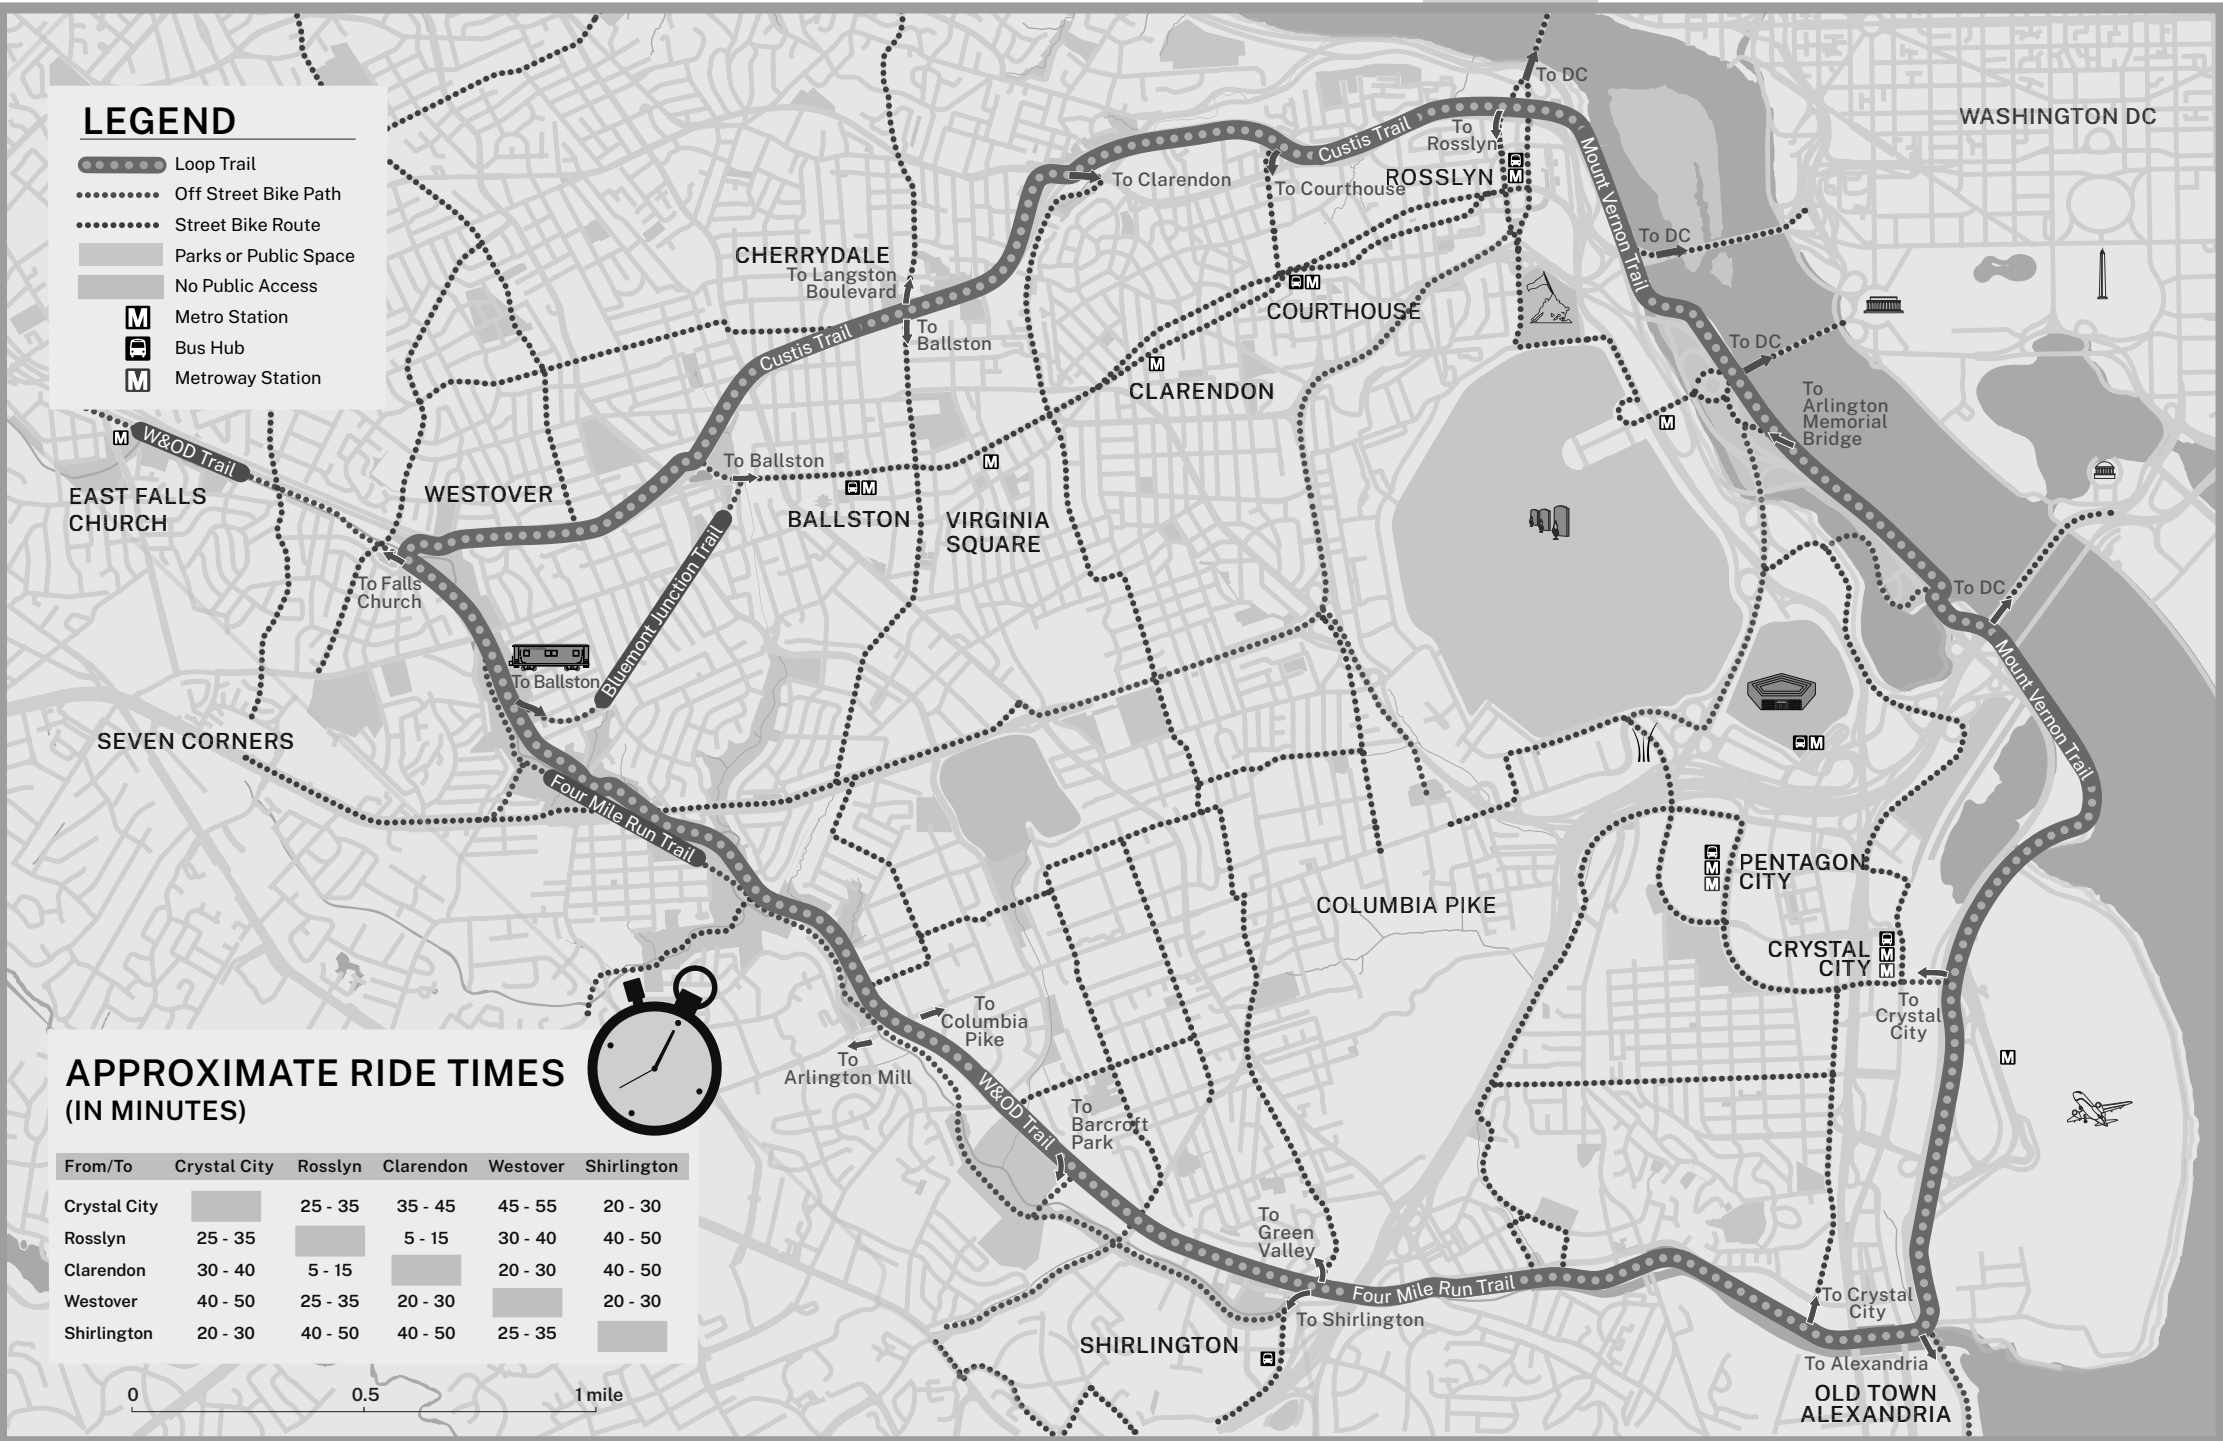 LEGEND
Loop Trail
Off Street Bike Path
Street Bike Route
Parks or Public Space
No Public Access
M Metro Station
Bus Hub
M Metroway Station
To DC
WASHINGTON DC
Custis Trail
To
Rosslyn
ROSSLYN
M
To Clarendon
To Courthouse
Mount Vernon Trail
To DC
CHERRYDALE
To Langston
Boulevard
To
Ballston
Custis Trail
M
COURTHOUSE
M
CLARENDON
To DC
To
Arlington
Memorial
Bridge
M
M
W&OD Trail
EAST FALLS
CHURCH
WESTOVER
To Ballston
M
BALLSTON
M
VIRGINIA
SQUARE
To Falls
Church
Bluemont Junction Trail
To Ballston
To DC
Mount Vernon Trail
SEVEN CORNERS
M
Four Mile Run Trail
M
M
PENTAGON
CITY
COLUMBIA PIKE
CRYSTAL
CITY
M
M
To
Crystal
City
M
To
Columbia
Pike
To
Arlington Mill
W&OD Trail
To
Barcroft
Park
To
Green
Valley
Four Mile Run Trail
To Shirlington
SHIRLINGTON
To Crystal
City
To Alexandria
OLD TOWN
ALEXANDRIA
APPROXIMATE RIDE TIMES
(IN MINUTES)
From/To Crystal City Rosslyn Clarendon Westover Shirlington
Crystal City 25 - 35 35 - 45 45 - 55 20 - 30
Rosslyn 25 - 35 5 - 15 30 - 40 40 - 50
Clarendon 30 - 40 5 - 15 20 - 30 40 - 50
Westover 40 - 50 25 - 35 20 - 30 20 - 30
Shirlington 20 - 30 40 - 50 40 - 50 25 - 35
0 0.5 1 mile